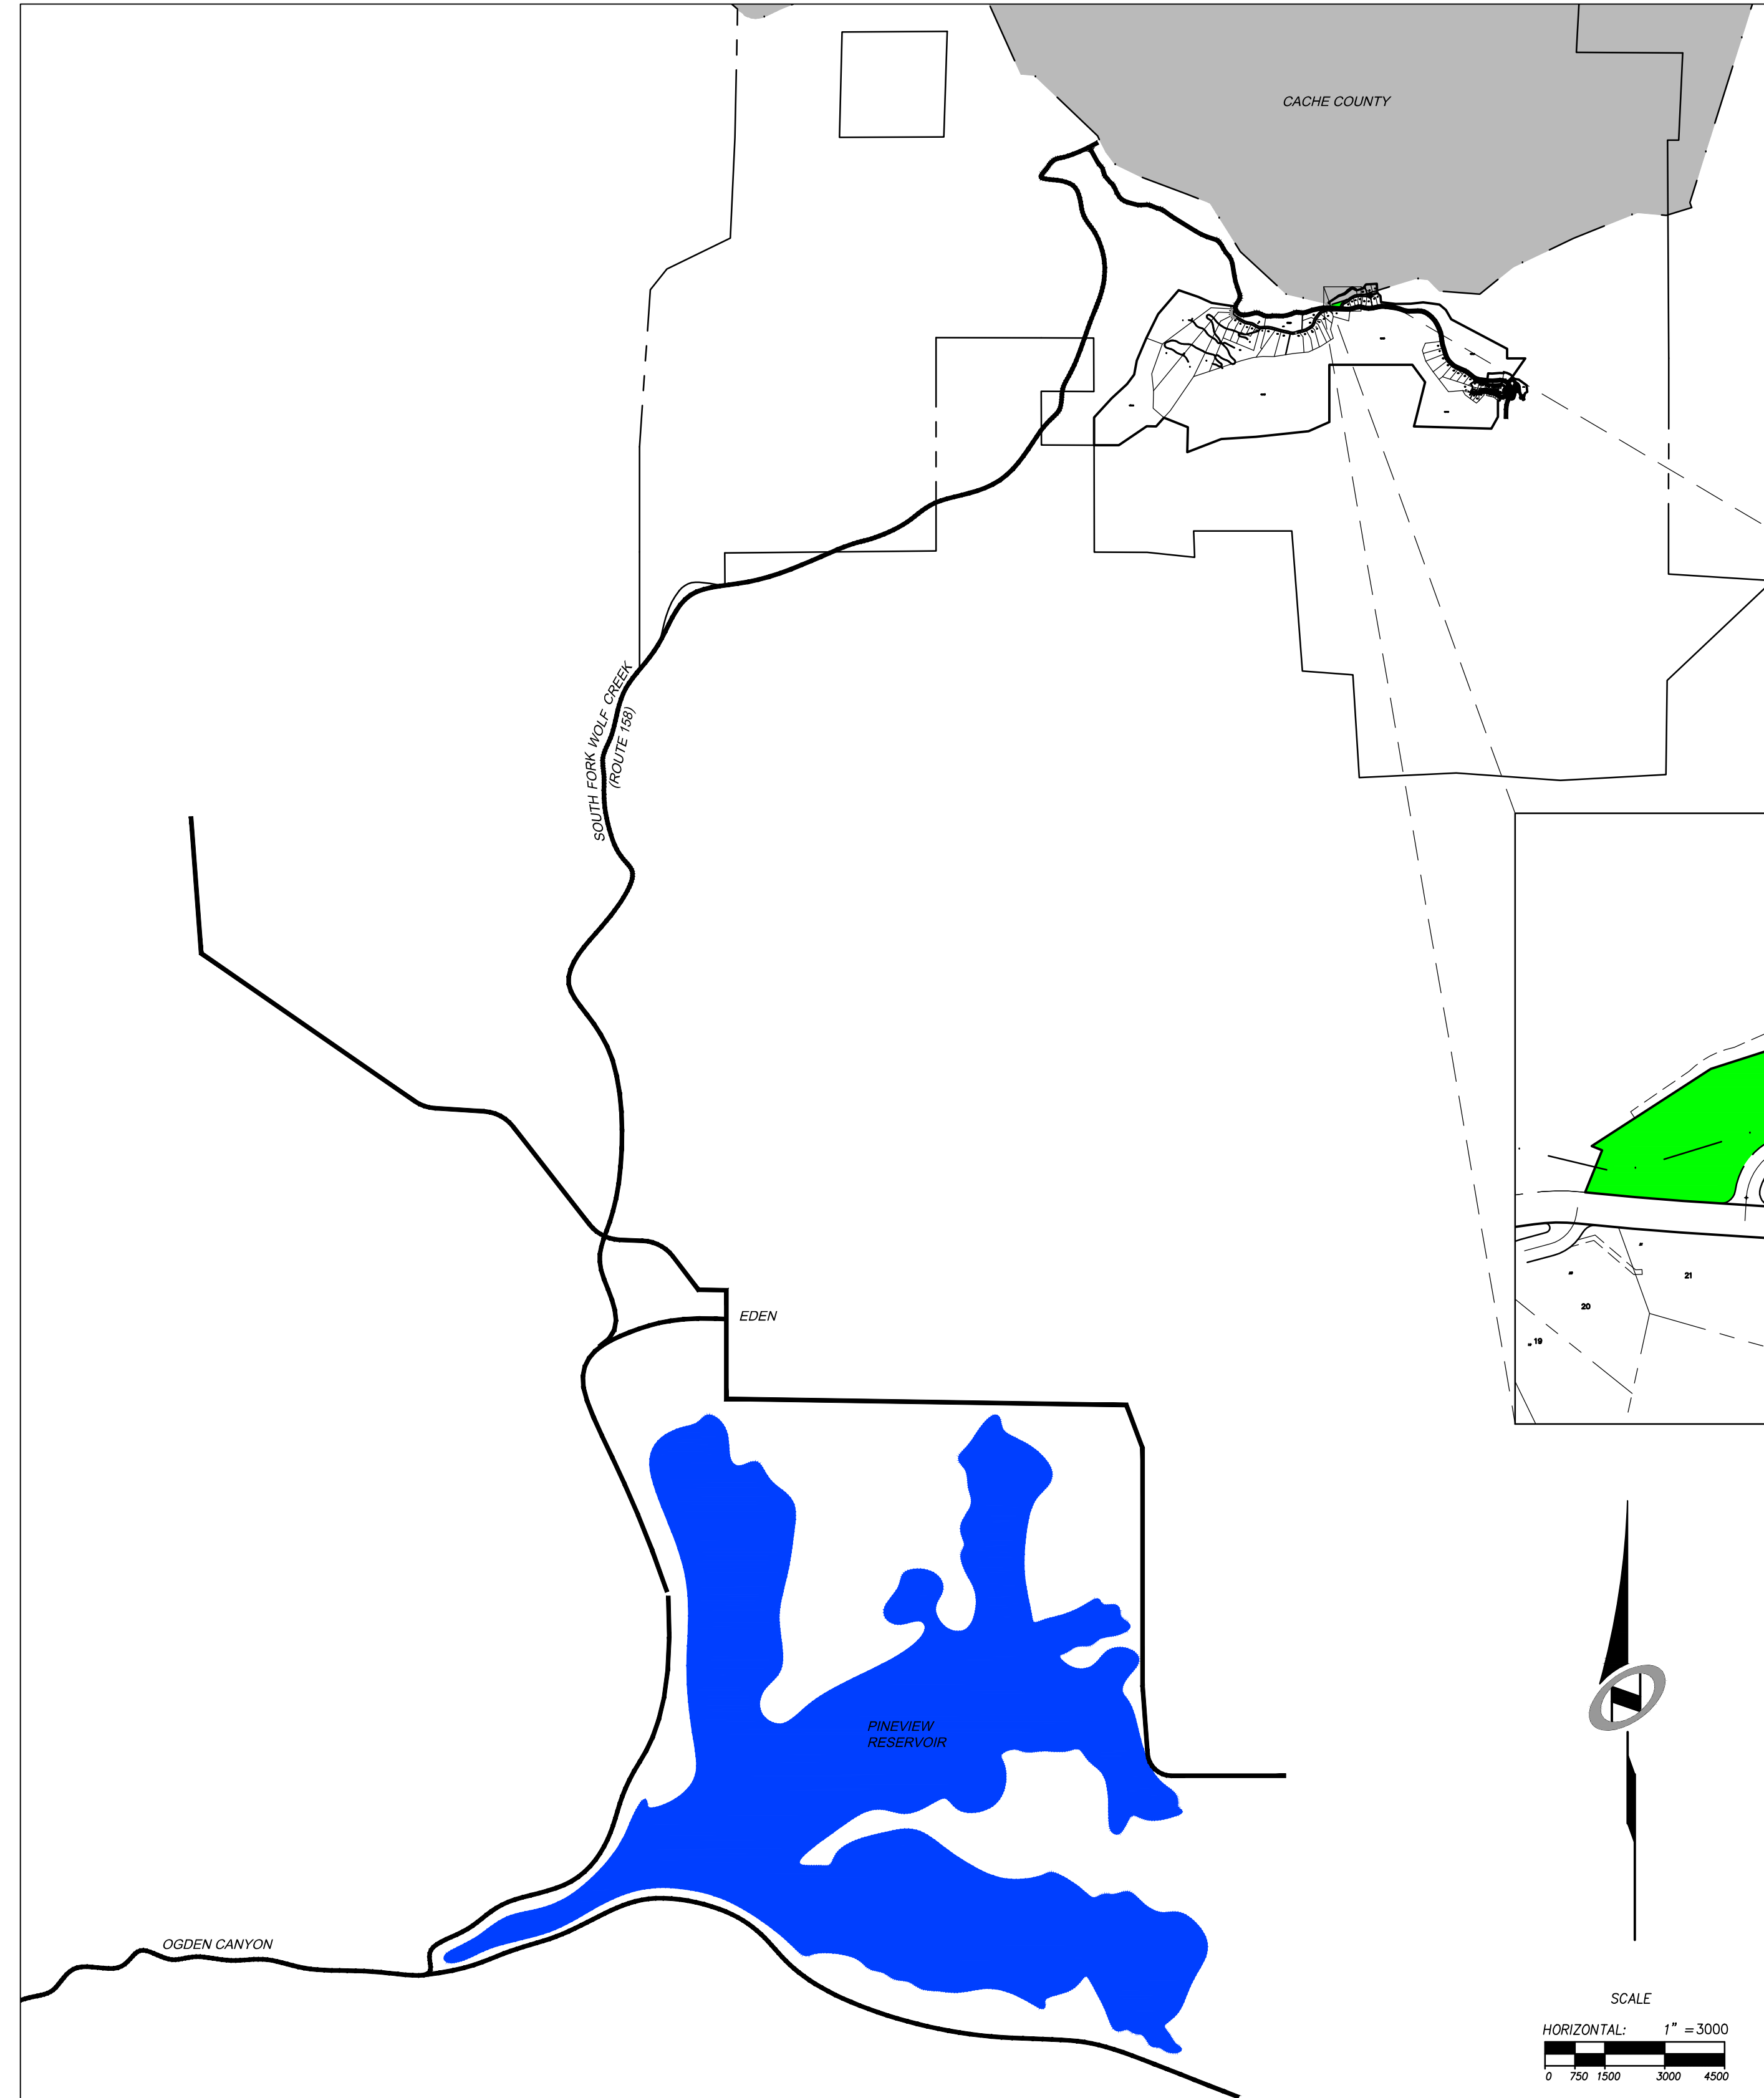 CACHE COUNTY
SOUTH FORK WOLF CREEK
(ROUTE 158)
21
20
19
EDEN
PINEVIEW
RESERVOIR
N
OGDEN CANYON
SCALE
HORIZONTAL: 1" =3000
0 750 1500 3000 4500